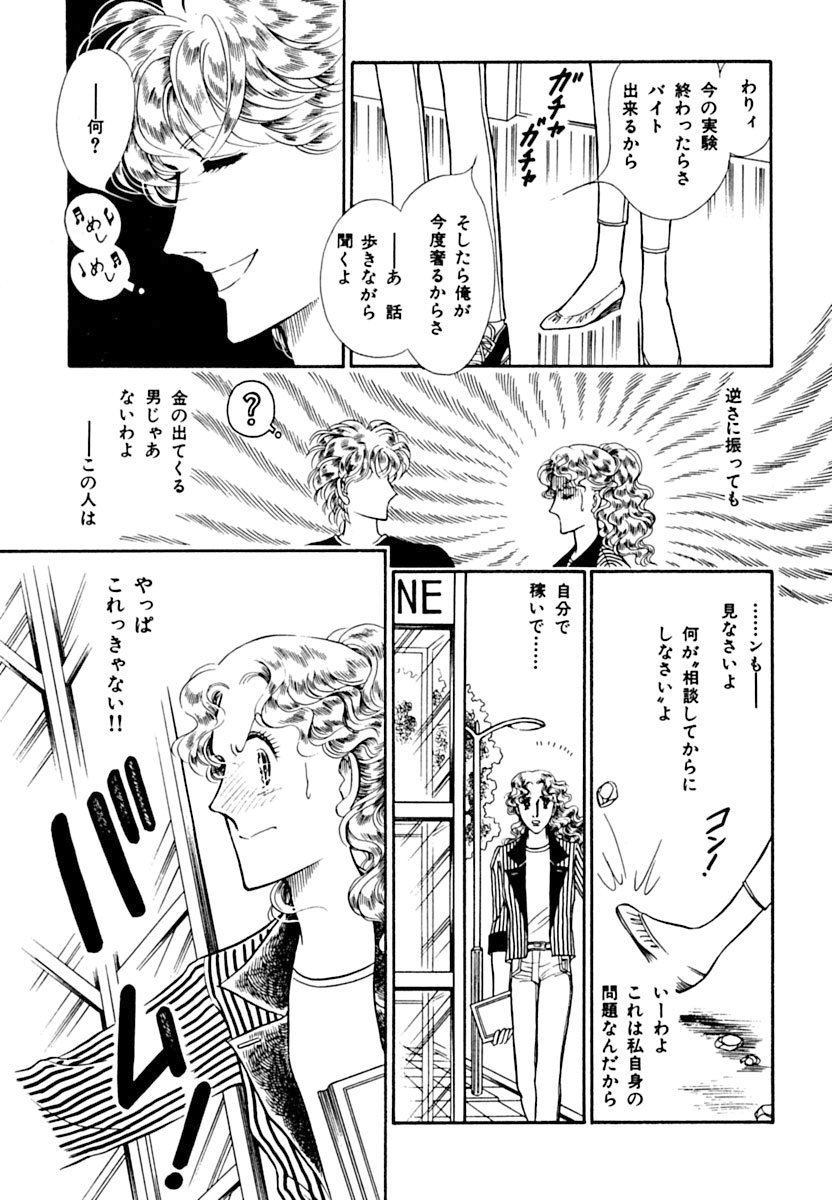 わりィ
今の実験
終わったらさ
バイト
出来るから
ガチャ
ガチャ
そしたら俺が
今度奢るからさ
――あ 話
歩きながら
聞くよ
――何？
♬めし♪
♩めし♬
逆さに振っても
？
金の出てくる
男じゃあ
ないわよ
――この人は
……ンも――
見なさいよ
何が〝相談してからに
しなさい〟よ
コン！
いーわよ
これは私自身の
問題なんだから
自分で
稼いで……
NE
やっぱ
これっきゃない!!
バン！